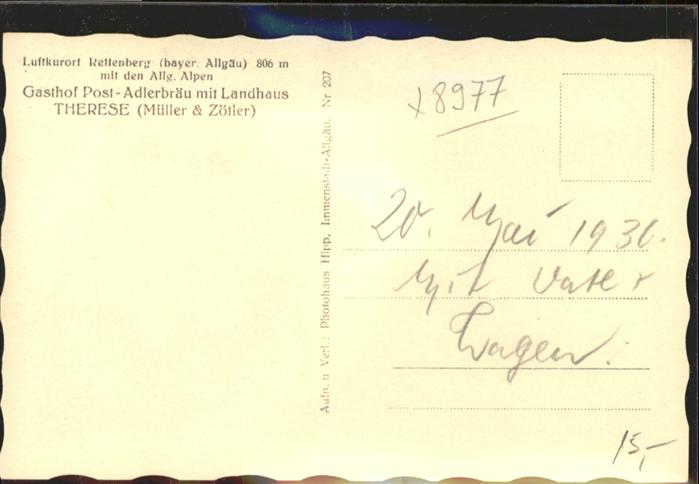 Luftkurort Rettenberg (bayer. Allgäu) 806 m
mit den Allg. Alpen
Gasthof Post-Adlerbräu mit Landhaus
THERESE (Müller & Zötler)
Aufn. u Verl.: Photohaus Hipp, Immenstadt-Allgäu. Nr 207
x8977
20. Mai 1936.
Mit Vater
Wagen.
15,-